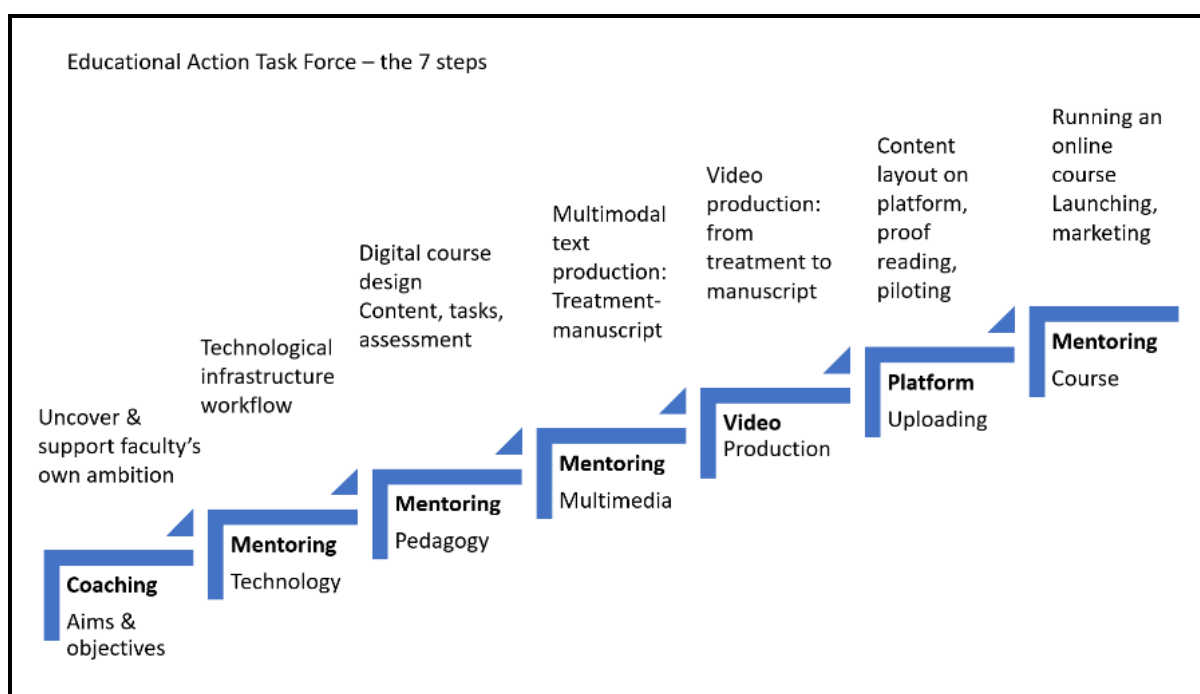 Educational Action Task Force – the 7 steps
Uncover &
support faculty's
own ambition
Coaching
Aims &
objectives
Technological
infrastructure
workflow
Mentoring
Technology
Digital course
design
Content, tasks,
assessment
Mentoring
Pedagogy
Multimodal
text
production:
Treatment-
manuscript
Mentoring
Multimedia
Video
production:
from
treatment to
manuscript
Video
Production
Content
layout on
platform,
proof
reading,
piloting
Platform
Uploading
Running an
online
course
Launching,
marketing
Mentoring
Course